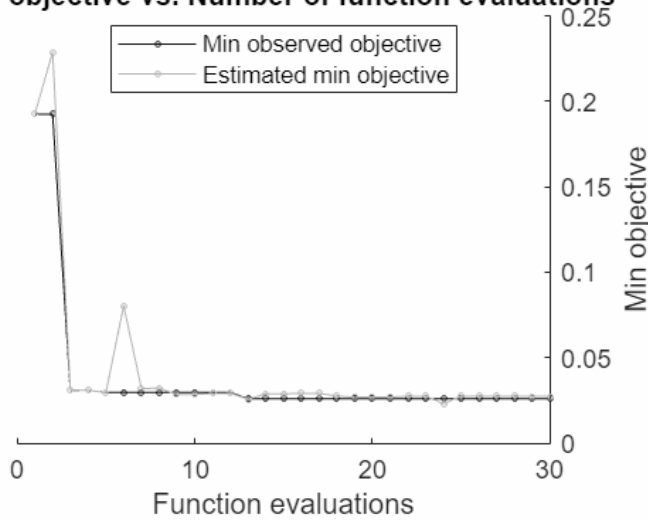 objective vs. Number of function evaluations
Min observed objective
Estimated min objective
0.25
0.2
0.15
0.1
0.05
0
Min objective
0
10
20
30
Function evaluations